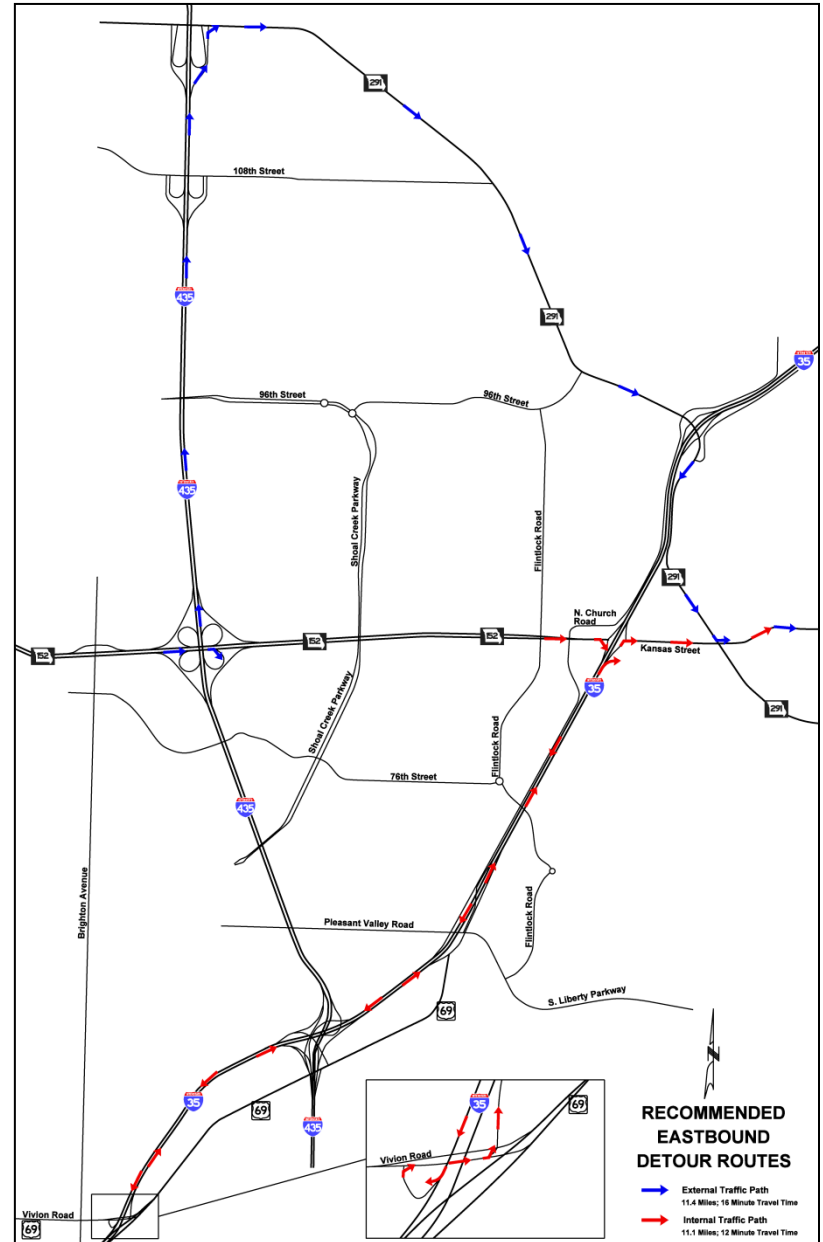 291
108th Street
435
291
35
96th Street
96th Street
435
Shoal Creek Parkway
Flintlock Road
291
N. Church
Road
152
152
152
Kansas Street
35
291
Shoal Creek Parkway
Flintlock Road
76th Street
435
Brighton Avenue
Pleasant Valley Road
Flintlock Road
S. Liberty Parkway
69
N
35
69
435
35
69
Vivion Road
RECOMMENDED
EASTBOUND
DETOUR ROUTES
External Traffic Path
11.4 Miles; 16 Minute Travel Time
Internal Traffic Path
11.1 Miles; 12 Minute Travel Time
Vivion Road
69